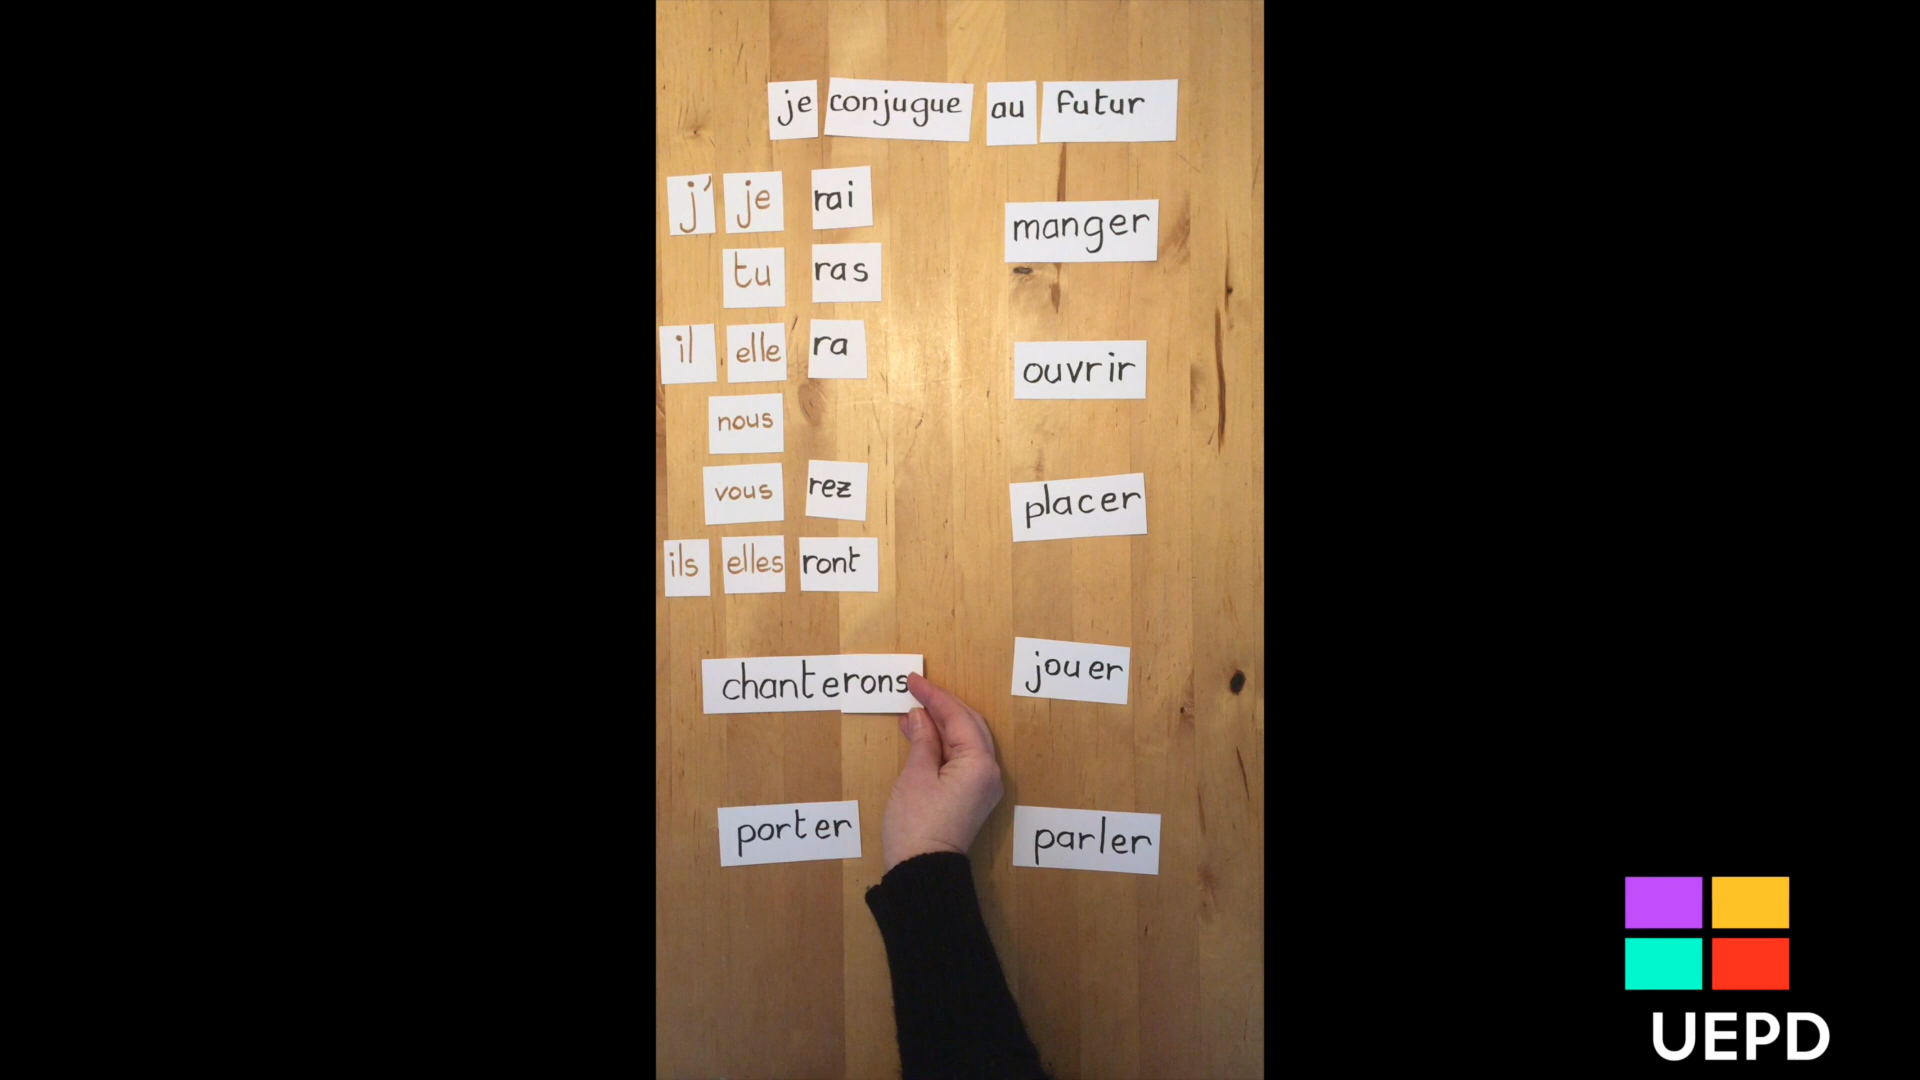 je conjugue au futur
j' je rai
tu ras
il elle ra
nous
vous rez
ils elles ront
chanterons
porter
manger
ouvrir
placer
jouer
parler
UEPD